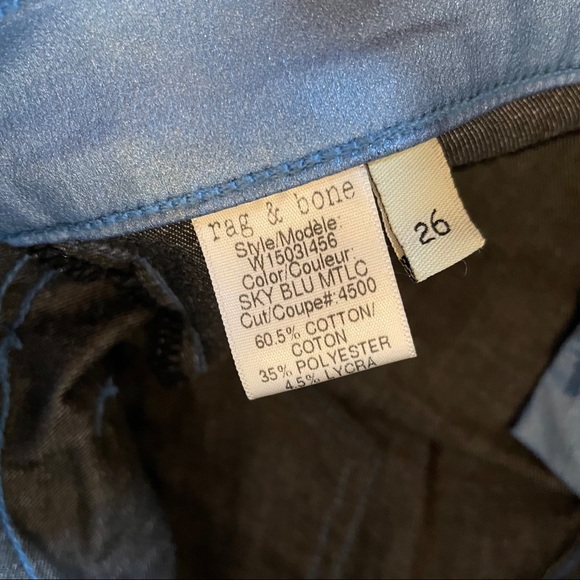 rag & bone
Style/Modèle:
W1503I456
Color/Couleur:
SKY BLU MTLC
Cut/Coupe#:4500
60.5% COTTON/
COTON
35% POLYESTER
4.5% LYCRA
26